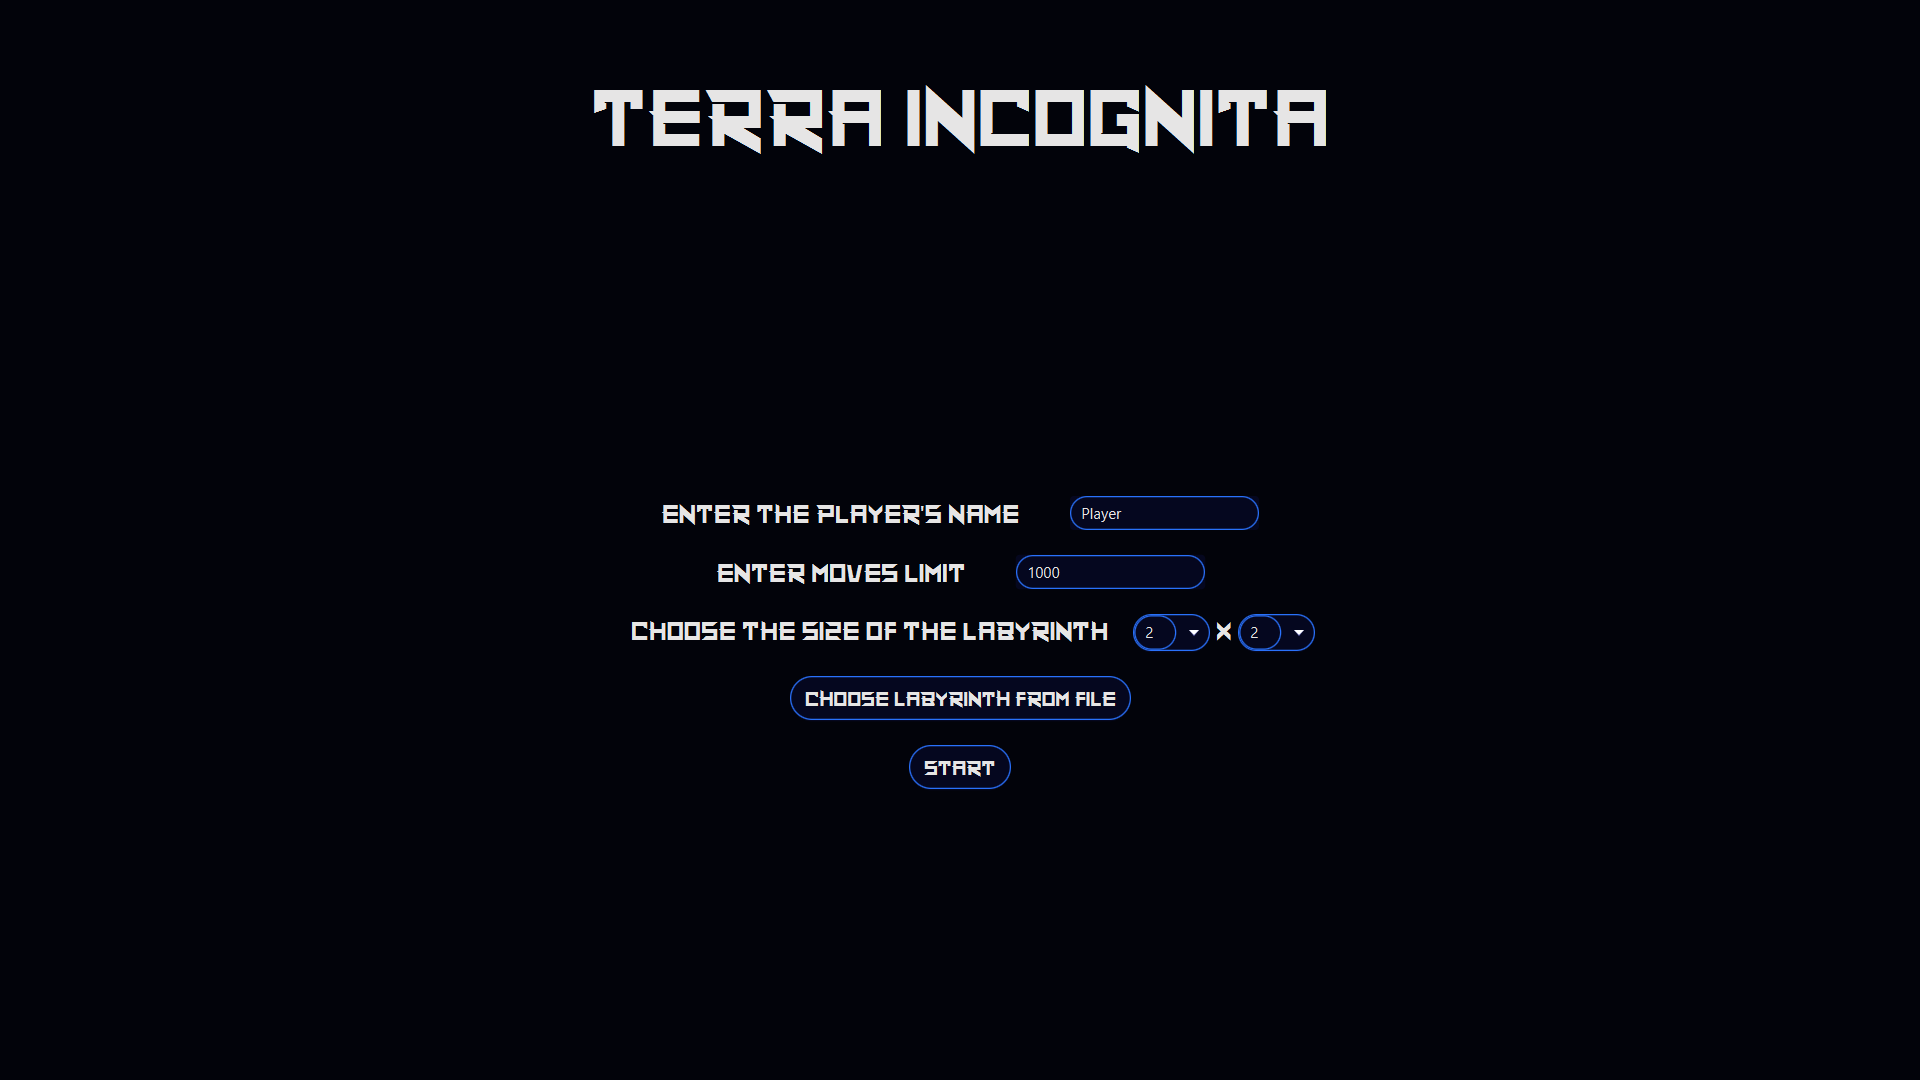 TERRA INCOGNITA
ENTER THE PLAYER'S NAME Player
ENTER MOVES LIMIT 1000
CHOOSE THE SIZE OF THE LABYRINTH 2 X 2
CHOOSE LABYRINTH FROM FILE
START